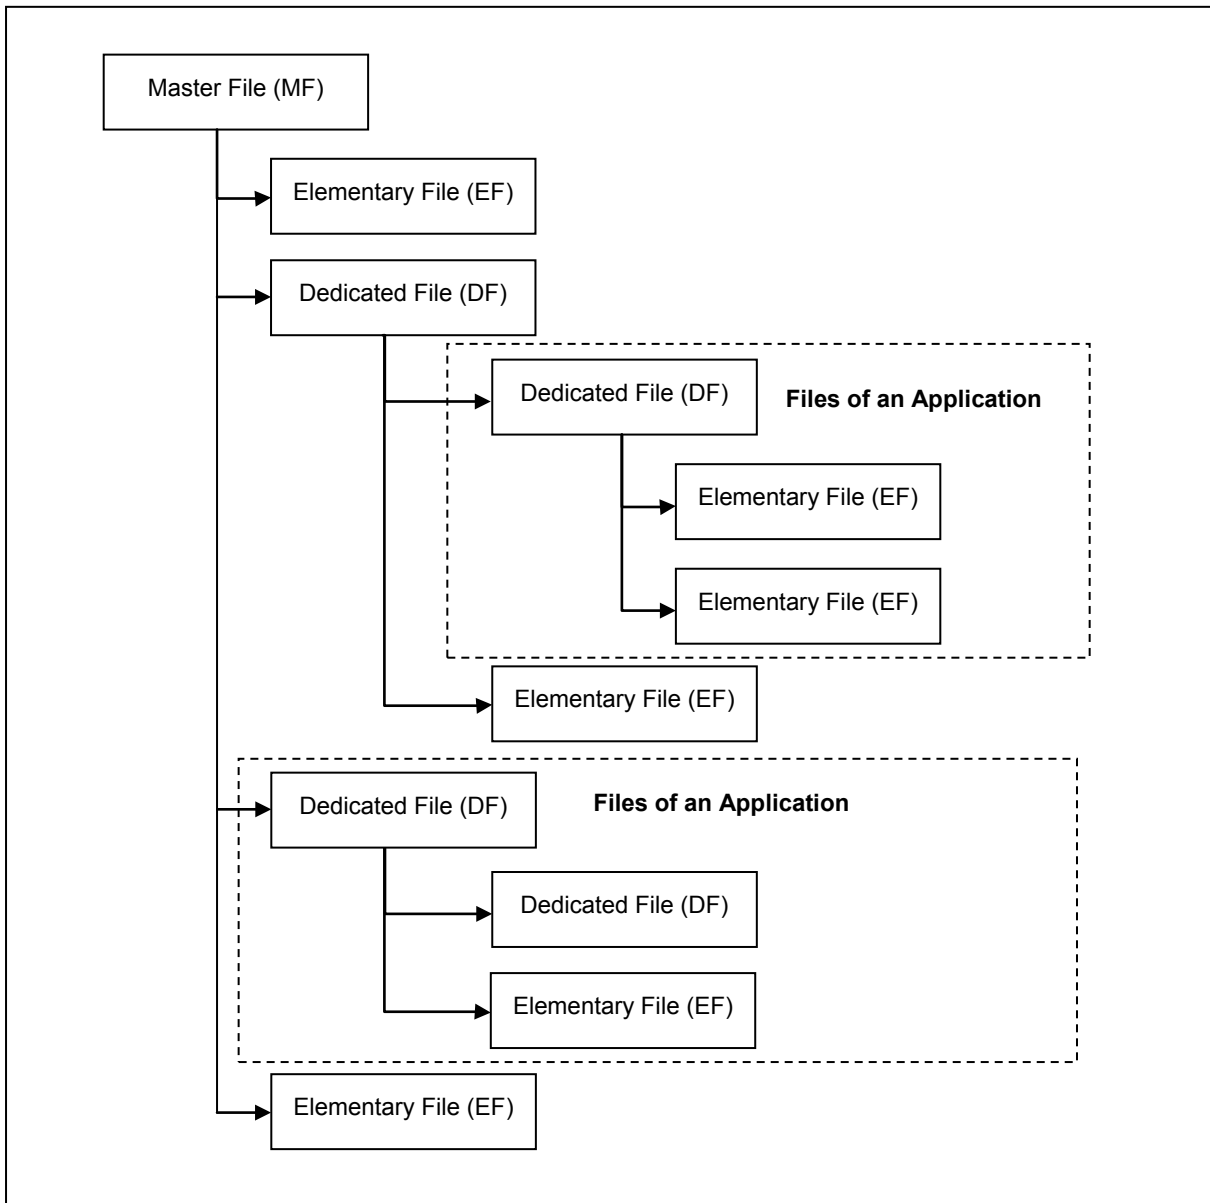 Master File (MF)
Elementary File (EF)
Dedicated File (DF)
Dedicated File (DF)
Files of an Application
Elementary File (EF)
Elementary File (EF)
Elementary File (EF)
Dedicated File (DF)
Files of an Application
Dedicated File (DF)
Elementary File (EF)
Elementary File (EF)